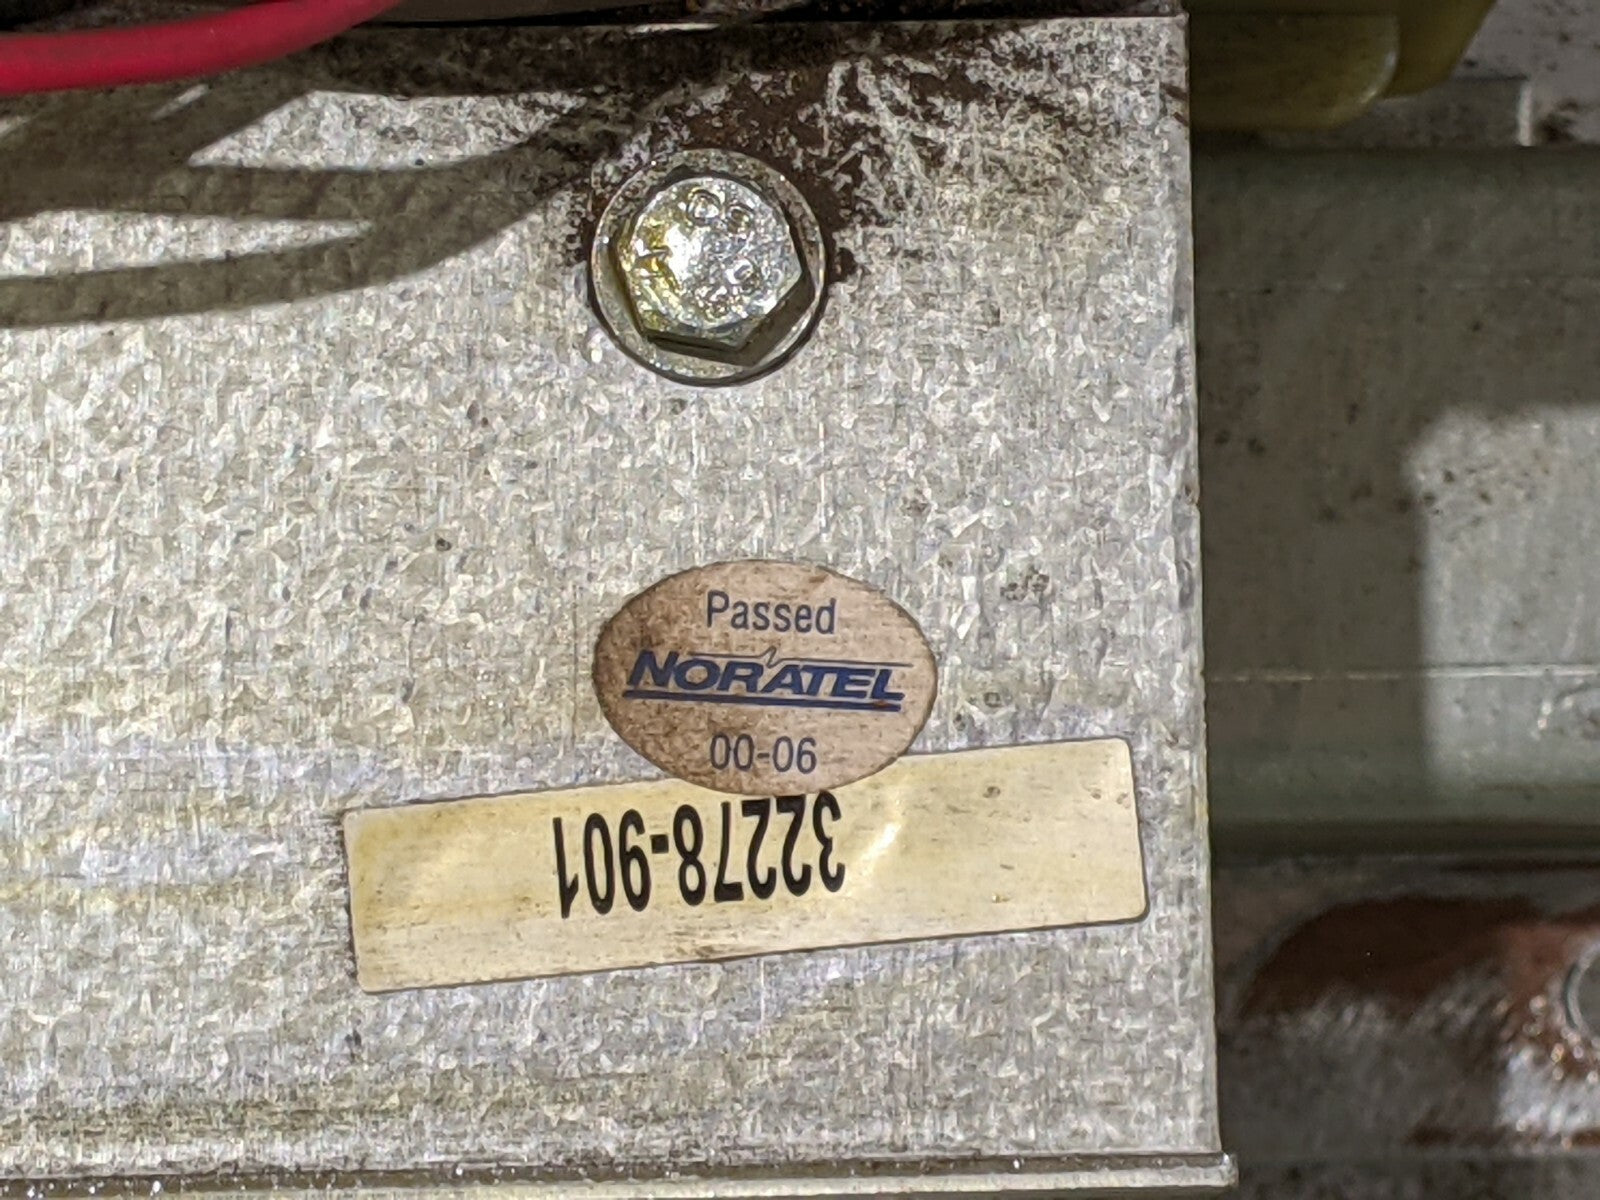 Passed
NORATEL
00-06
32278-901